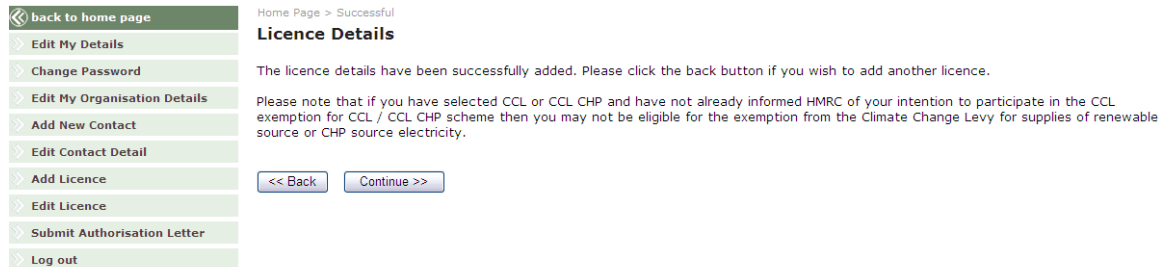 back to home page
Edit My Details
Change Password
Edit My Organisation Details
Add New Contact
Edit Contact Detail
Add Licence
Edit Licence
Submit Authorisation Letter
Log out
Home Page > Successful
Licence Details
The licence details have been successfully added. Please click the back button if you wish to add another licence.
Please note that if you have selected CCL or CCL CHP and have not already informed HMRC of your intention to participate in the CCL
exemption for CCL / CCL CHP scheme then you may not be eligible for the exemption from the Climate Change Levy for supplies of renewable
source or CHP source electricity.
<< Back
Continue >>